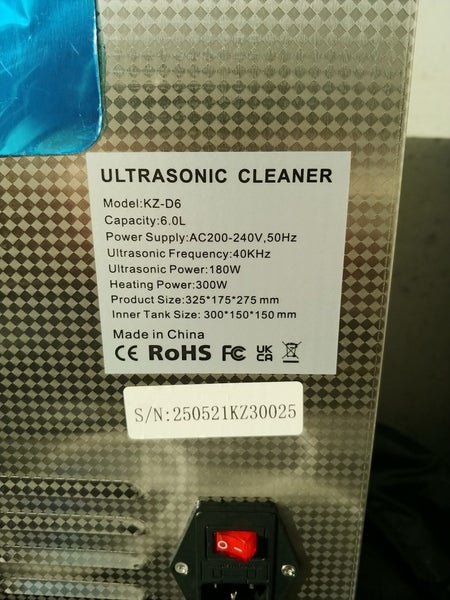 ULTRASONIC CLEANER
Model:KZ-D6
Capacity:6.0L
Power Supply:AC200-240V,50Hz
Ultrasonic Frequency:40KHz
Ultrasonic Power:180W
Heating Power:300W
Product Size:325*175*275 mm
Inner Tank Size: 300*150*150 mm
Made in China
CE RoHS FC UK CA
S/N:250521KZ30025